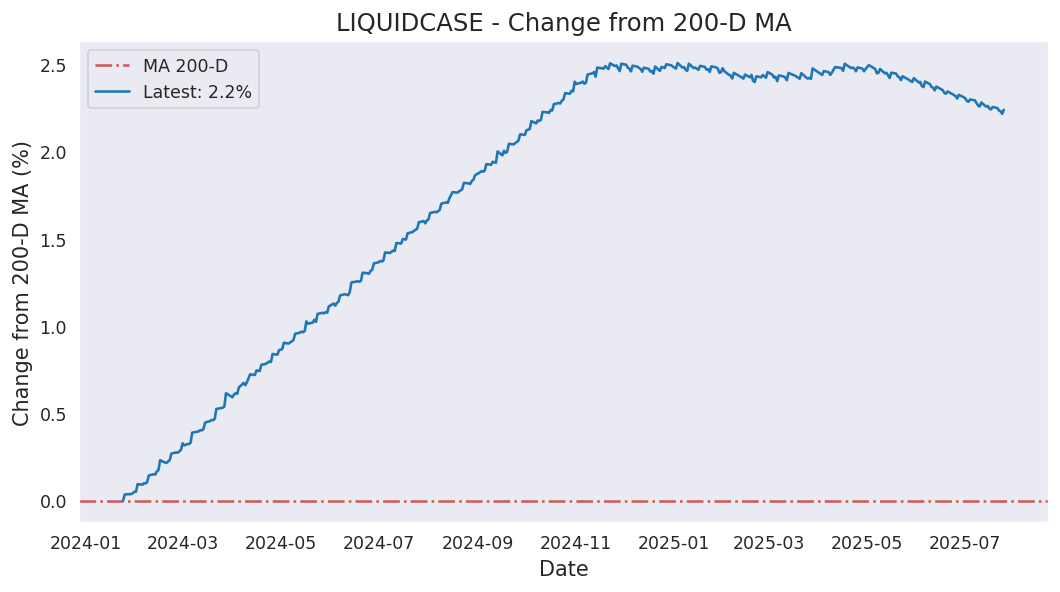 LIQUIDCASE - Change from 200-D MA
MA 200-D
Latest: 2.2%
Change from 200-D MA (%)
2.5
2.0
1.5
1.0
0.5
0.0
2024-01 2024-03 2024-05 2024-07 2024-09 2024-11 2025-01 2025-03 2025-05 2025-07
Date